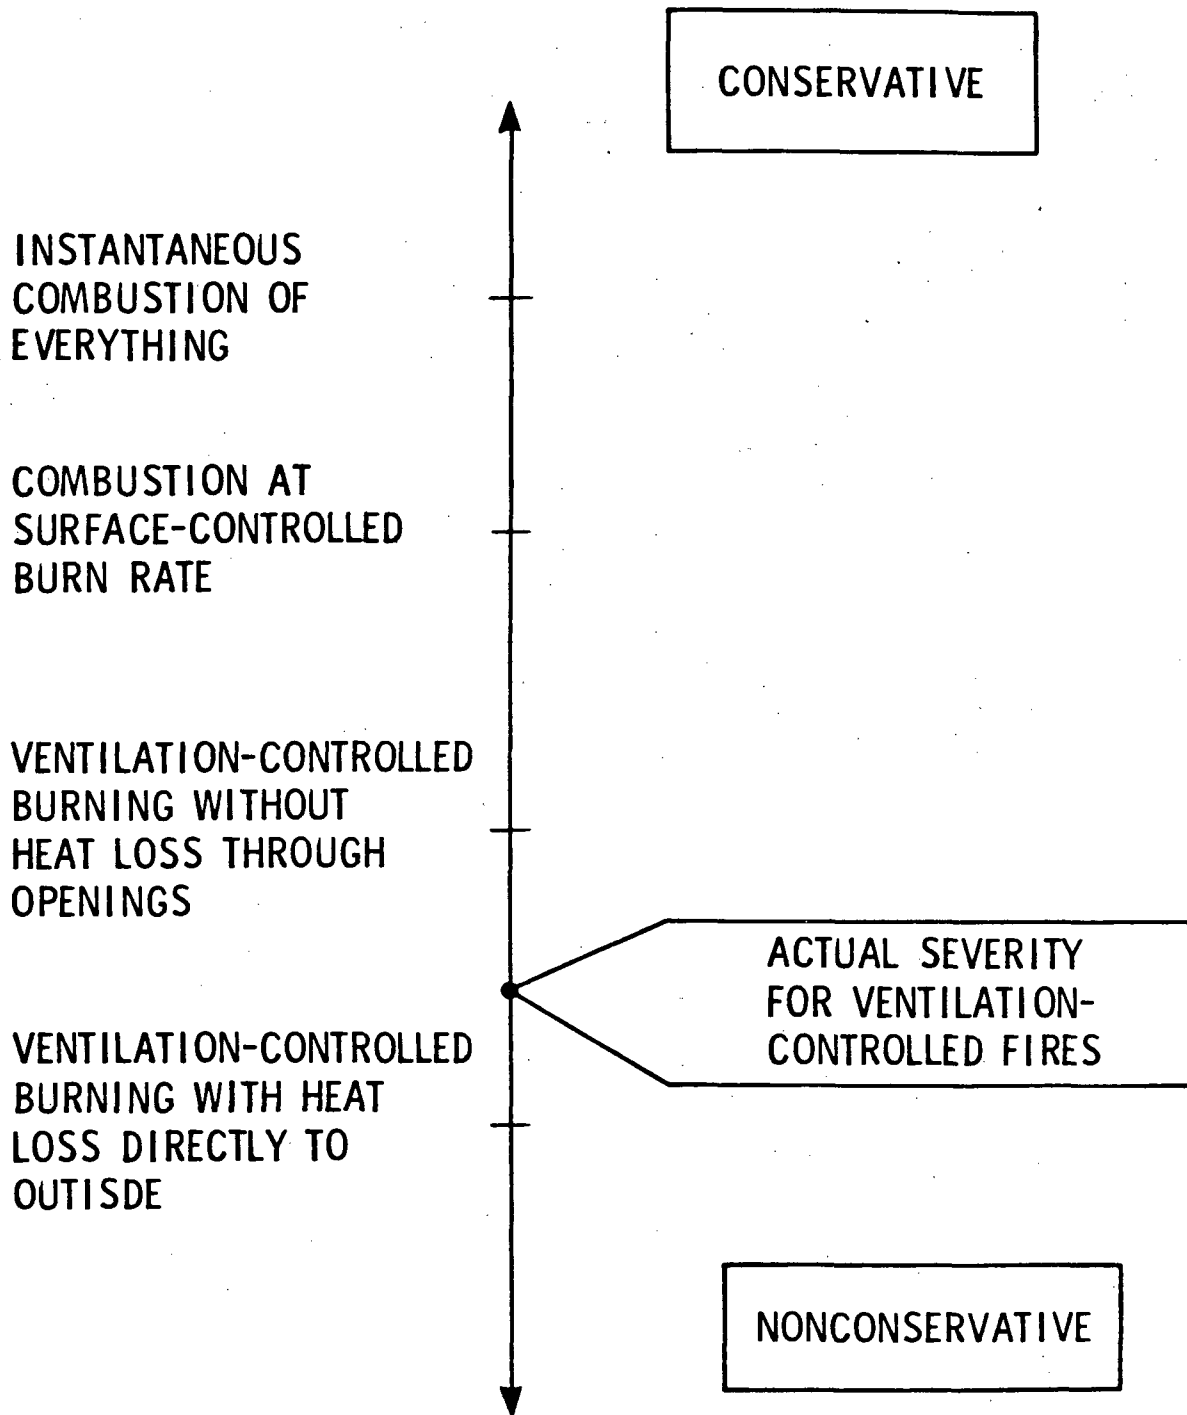 CONSERVATIVE
INSTANTANEOUS
COMBUSTION OF
EVERYTHING
COMBUSTION AT
SURFACE-CONTROLLED
BURN RATE
VENTILATION-CONTROLLED
BURNING WITHOUT
HEAT LOSS THROUGH
OPENINGS
ACTUAL SEVERITY
FOR VENTILATION-
CONTROLLED FIRES
VENTILATION-CONTROLLED
BURNING WITH HEAT
LOSS DIRECTLY TO
OUTISDE
NONCONSERVATIVE